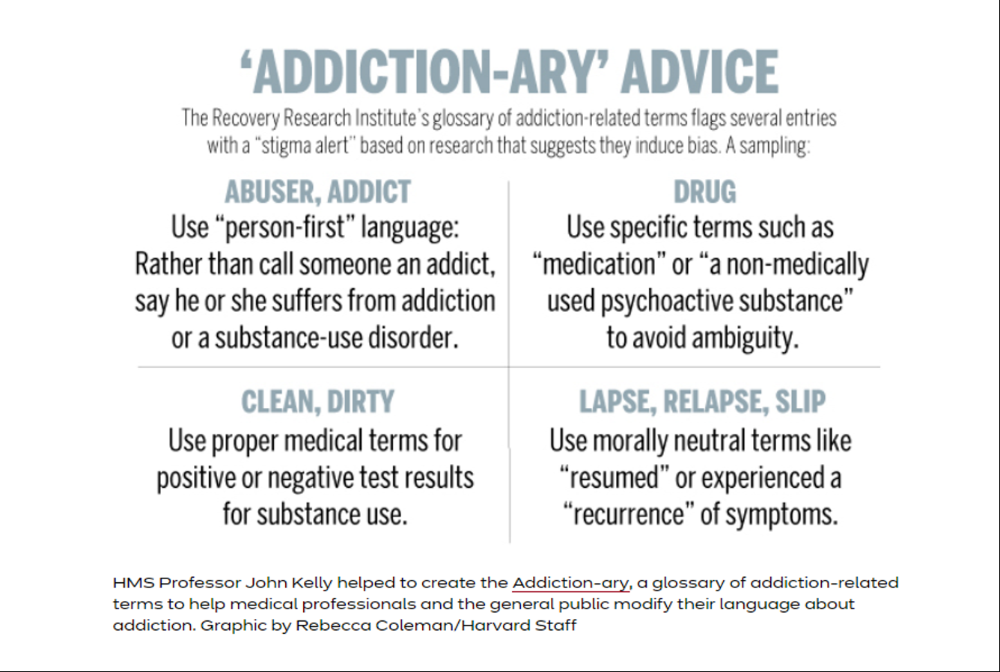 ‘ADDICTION-ARY’ ADVICE
The Recovery Research Institute’s glossary of addiction-related terms flags several entries
with a “stigma alert” based on research that suggests they induce bias. A sampling:
ABUSER, ADDICT
Use “person-first” language:
Rather than call someone an addict,
say he or she suffers from addiction
or a substance-use disorder.
DRUG
Use specific terms such as
“medication” or “a non-medically
used psychoactive substance”
to avoid ambiguity.
CLEAN, DIRTY
Use proper medical terms for
positive or negative test results
for substance use.
LAPSE, RELAPSE, SLIP
Use morally neutral terms like
“resumed” or experienced a
“recurrence” of symptoms.
HMS Professor John Kelly helped to create the Addiction-ary, a glossary of addiction-related
terms to help medical professionals and the general public modify their language about
addiction. Graphic by Rebecca Coleman/Harvard Staff